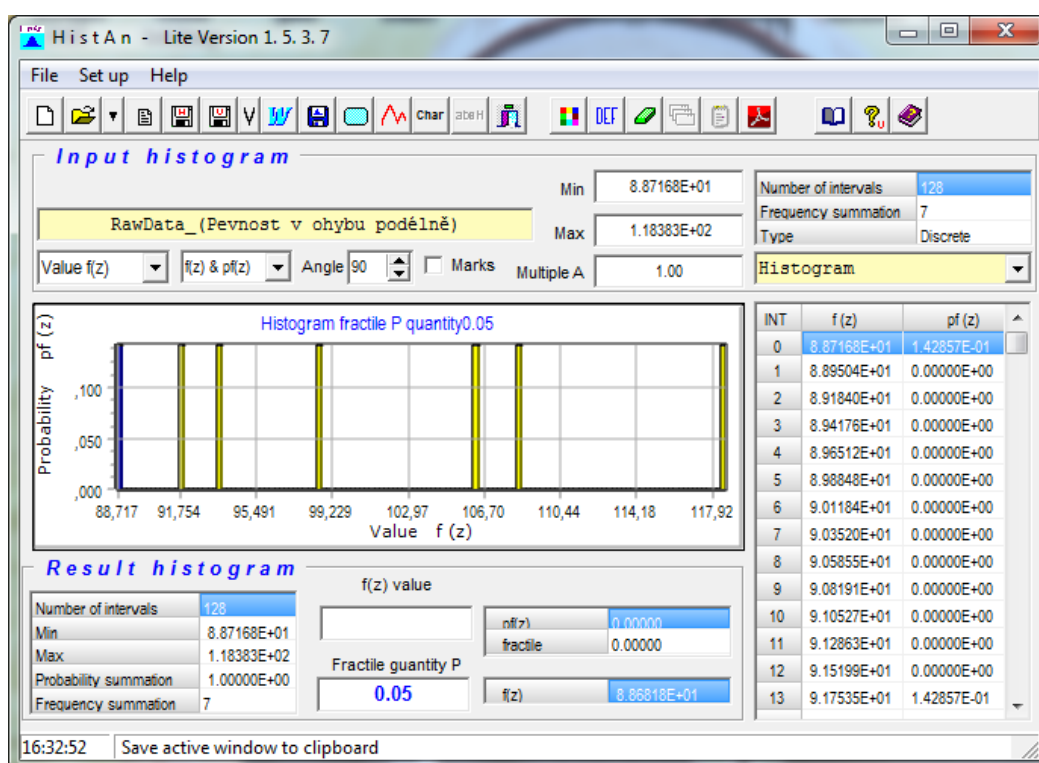 HistAn - Lite Version 1. 5. 3. 7
File Set up Help
V Char abeH DEF
Input histogram
RawData_(Pevnost v ohybu podélně)
Min 8.87168E+01
Max 1.18383E+02
Multiple A 1.00
Value f(z) f(z) & pf(z) Angle 90 Marks
Number of intervals 128
Frequency summation 7
Type Discrete
Histogram
Histogram fractile P quantity0.05
Probability pf (z)
,100
,050
,000
88,717 91,754 95,491 99,229 102,97 106,70 110,44 114,18 117,92
Value f (z)
INT f (z) pf (z)
0 8.87168E+01 1.42857E-01
1 8.89504E+01 0.00000E+00
2 8.91840E+01 0.00000E+00
3 8.94176E+01 0.00000E+00
4 8.96512E+01 0.00000E+00
5 8.98848E+01 0.00000E+00
6 9.01184E+01 0.00000E+00
7 9.03520E+01 0.00000E+00
8 9.05855E+01 0.00000E+00
9 9.08191E+01 0.00000E+00
10 9.10527E+01 0.00000E+00
11 9.12863E+01 0.00000E+00
12 9.15199E+01 0.00000E+00
13 9.17535E+01 1.42857E-01
Result histogram
Number of intervals 128
Min 8.87168E+01
Max 1.18383E+02
Probability summation 1.00000E+00
Frequency summation 7
f(z) value
pf(z) 0.00000
fractile 0.00000
Fractile guantity P
0.05
f(z) 8.86818E+01
16:32:52 Save active window to clipboard